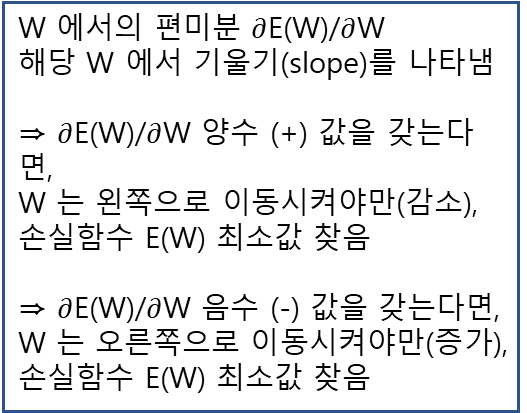 W 에서의 편미분 ∂E(W)/∂W
해당 W 에서 기울기(slope)를 나타냄
⇒ ∂E(W)/∂W 양수 (+) 값을 갖는다
면,
W 는 왼쪽으로 이동시켜야만(감소),
손실함수 E(W) 최소값 찾음
⇒ ∂E(W)/∂W 음수 (-) 값을 갖는다면,
W 는 오른쪽으로 이동시켜야만(증가),
손실함수 E(W) 최소값 찾음